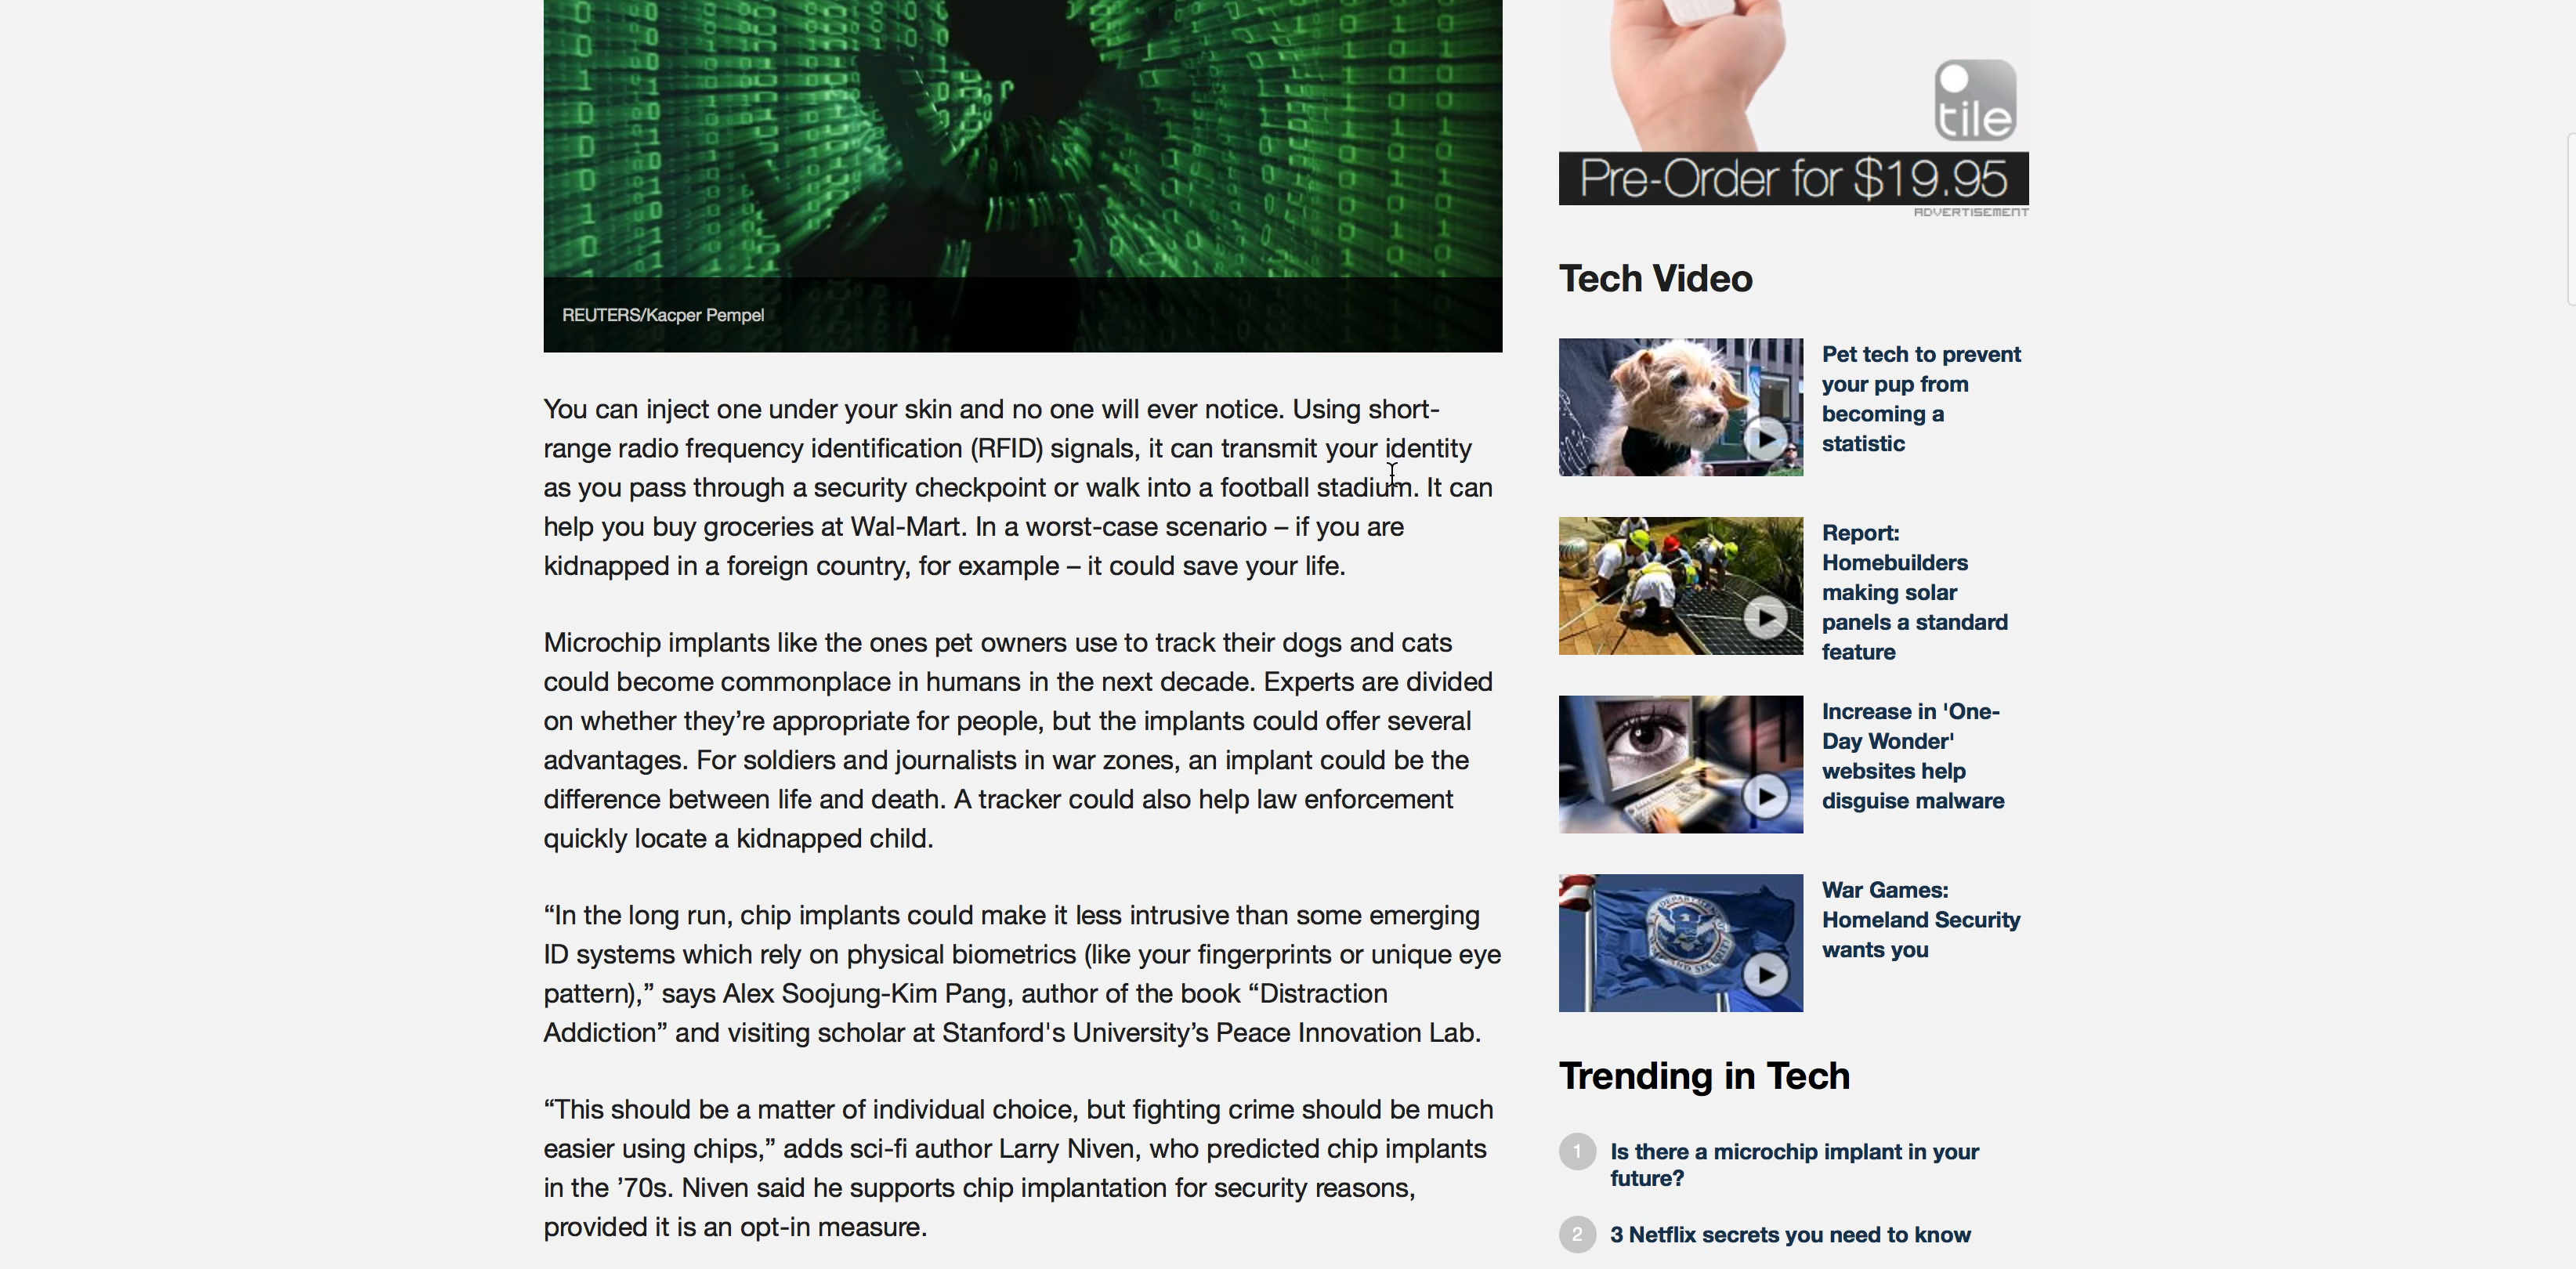 REUTERS/Kacper Pempel
You can inject one under your skin and no one will ever notice. Using short-
range radio frequency identification (RFID) signals, it can transmit your identity
as you pass through a security checkpoint or walk into a football stadium. It can
help you buy groceries at Wal-Mart. In a worst-case scenario – if you are
kidnapped in a foreign country, for example – it could save your life.
Microchip implants like the ones pet owners use to track their dogs and cats
could become commonplace in humans in the next decade. Experts are divided
on whether they’re appropriate for people, but the implants could offer several
advantages. For soldiers and journalists in war zones, an implant could be the
difference between life and death. A tracker could also help law enforcement
quickly locate a kidnapped child.
“In the long run, chip implants could make it less intrusive than some emerging
ID systems which rely on physical biometrics (like your fingerprints or unique eye
pattern),” says Alex Soojung-Kim Pang, author of the book “Distraction
Addiction” and visiting scholar at Stanford's University’s Peace Innovation Lab.
“This should be a matter of individual choice, but fighting crime should be much
easier using chips,” adds sci-fi author Larry Niven, who predicted chip implants
in the ’70s. Niven said he supports chip implantation for security reasons,
provided it is an opt-in measure.
tile
Pre-Order for $19.95
ADVERTISEMENT
Tech Video
Pet tech to prevent
your pup from
becoming a
statistic
Report:
Homebuilders
making solar
panels a standard
feature
Increase in 'One-
Day Wonder'
websites help
disguise malware
War Games:
Homeland Security
wants you
Trending in Tech
1 Is there a microchip implant in your
future?
2 3 Netflix secrets you need to know